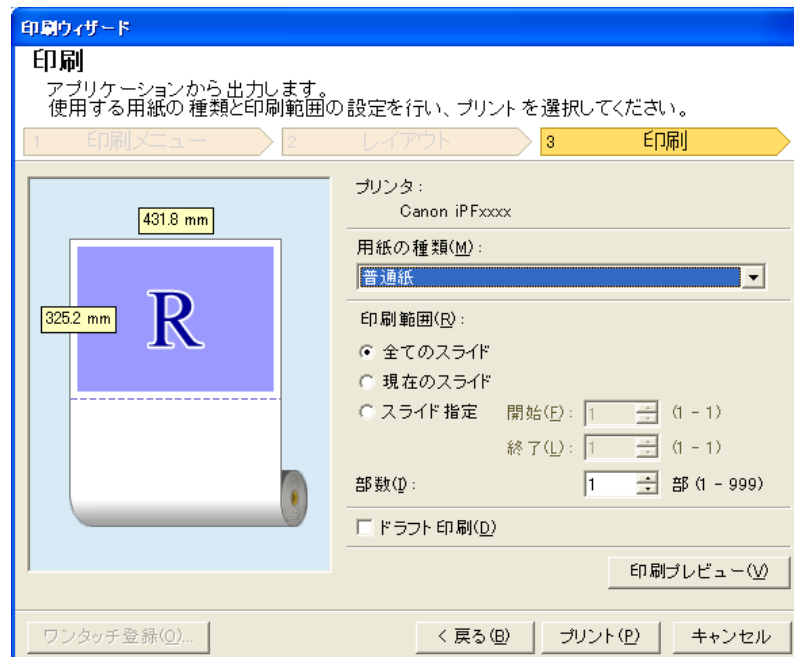 印刷ウィザード
印刷
アプリケーションから出力します。
使用する用紙の種類と印刷範囲の設定を行い、プリントを選択してください。
1 印刷メニュー 2 レイアウト 3 印刷
431.8 mm
325.2 mm
R
プリンタ:
Canon iPFxxxx
用紙の種類(M):
普通紙
印刷範囲(R):
全てのスライド
現在のスライド
スライド指定 開始(F): 1 (1 - 1)
終了(L): 1 (1 - 1)
部数(I): 1 部 (1 - 999)
ドラフト印刷(D)
印刷プレビュー(V)
ワンタッチ登録(O)... < 戻る(B) プリント(P) キャンセル